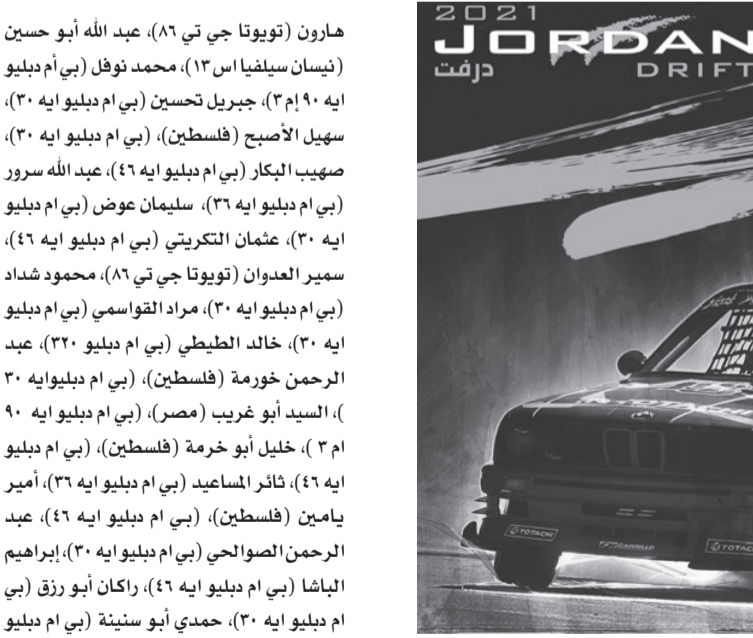 هارون (تويوتا جي تي ٨٦)، عبد الله أبو حسين
(نيسان سيلفيا اس ١٣)، محمد نوفل (بي أم دبليو
ايه ٩٠ إم ٣)، جبريل تحسين (بي ام دبليو ايه ٣٠)،
سهيل الأصبح (فلسطين)، (بي ام دبليو ايه ٣٠)،
صهيب البكار (بي ام دبليو ايه ٤٦)، عبد الله سرور
(بي ام دبليو ايه ٣٦)، سليمان عوض (بي ام دبليو
ايه ٣٠)، عثمان التكريتي (بي ام دبليو ايه ٤٦)،
سمير العدوان (تويوتا جي تي ٨٦)، محمود شداد
(بي ام دبليو ايه ٣٠)، مراد القواسمي (بي ام دبليو
ايه ٣٠)، خالد الطيطي (بي ام دبليو ٣٢٠)، عبد
الرحمن خورمة (فلسطين)، (بي ام دبليوايه ٣٠
)، السيد أبو غريب (مصر)، (بي ام دبليو ايه ٩٠
ام ٣ )، خليل أبو خرمة (فلسطين)، (بي ام دبليو
ايه ٤٦)، ثائر المساعيد (بي ام دبليو ايه ٣٦)، أمير
يامين (فلسطين)، (بي ام دبليو ايه ٤٦)، عبد
الرحمن الصوالحي (بي ام دبليو ايه ٣٠)، إبراهيم
الباشا (بي ام دبليو ايه ٤٦)، راكان أبو رزق (بي
ام دبليو ايه ٣٠)، حمدي أبو سنينة (بي ام دبليو
2021
JORDAN
درفت DRIFT
TOTACHI
TOTACHI
CADMILLO
TOTAC